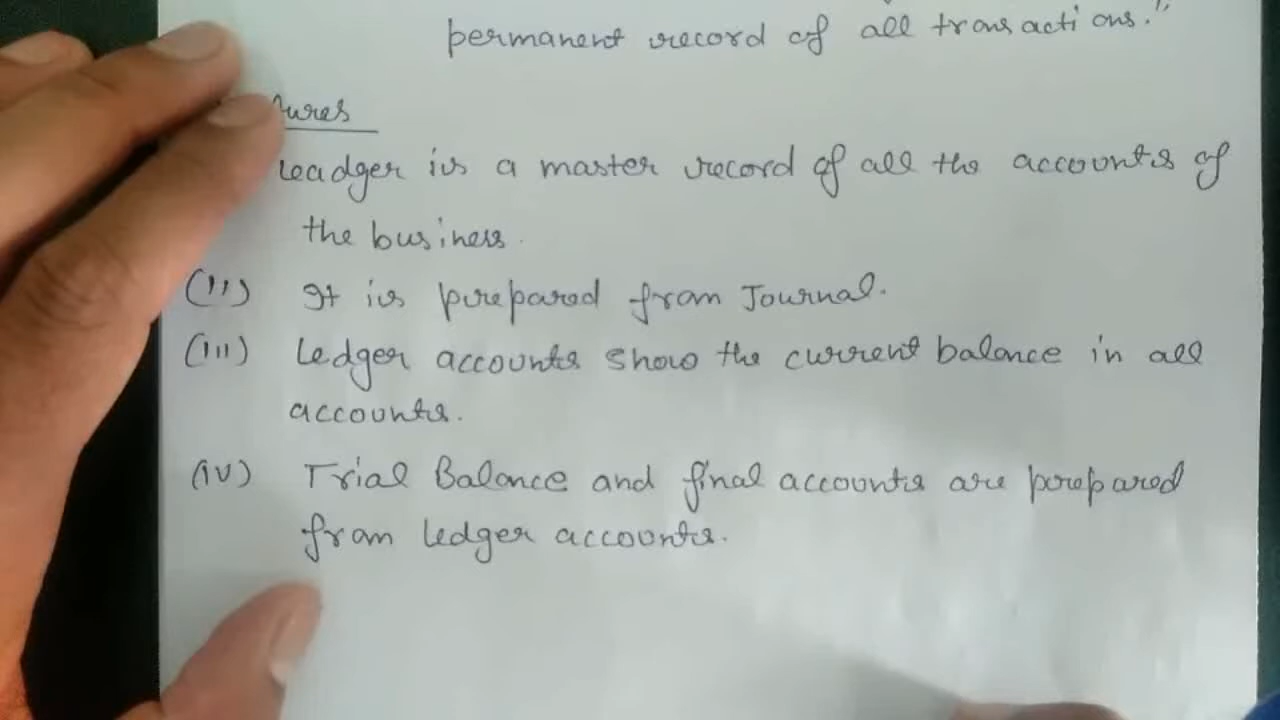 permanent record of all transactions."
tures
Leadger is a master record of all the accounts of
the business.
(ii) It is prepared from Journal.
(iii) Ledger accounts show the current balance in all
accounts.
(iv) Trial Balance and final accounts are prepared
from ledger accounts.